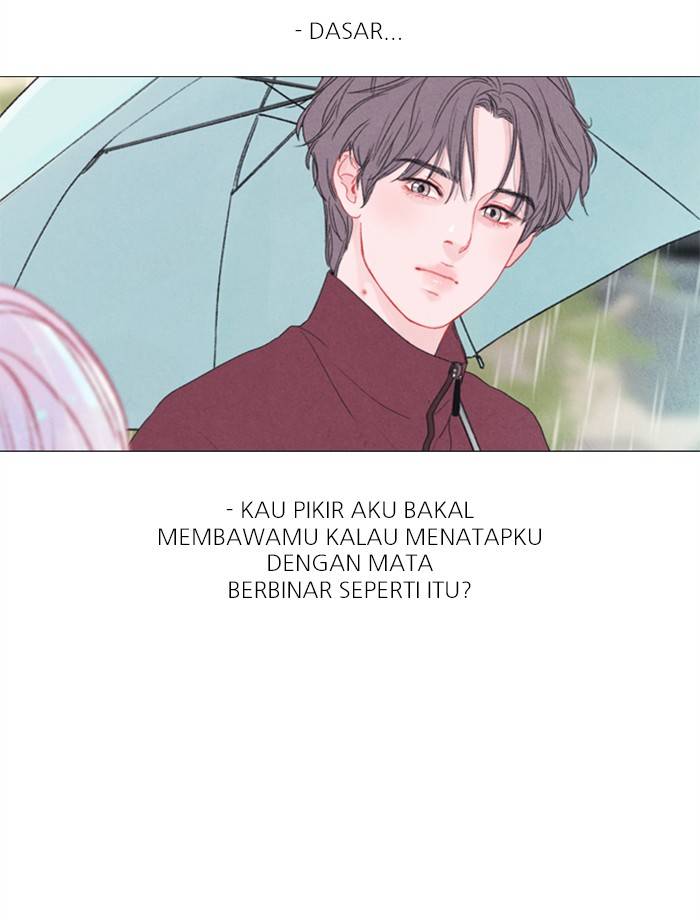 - DASAR...
- KAU PIKIR AKU BAKAL
MEMBAWAMU KALAU MENATAPKU
DENGAN MATA
BERBINAR SEPERTI ITU?